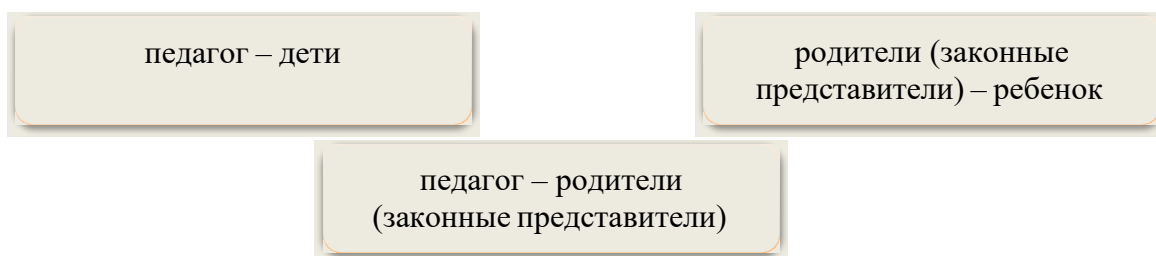 педагог – дети
родители (законные
представители) – ребенок
педагог – родители
(законные представители)